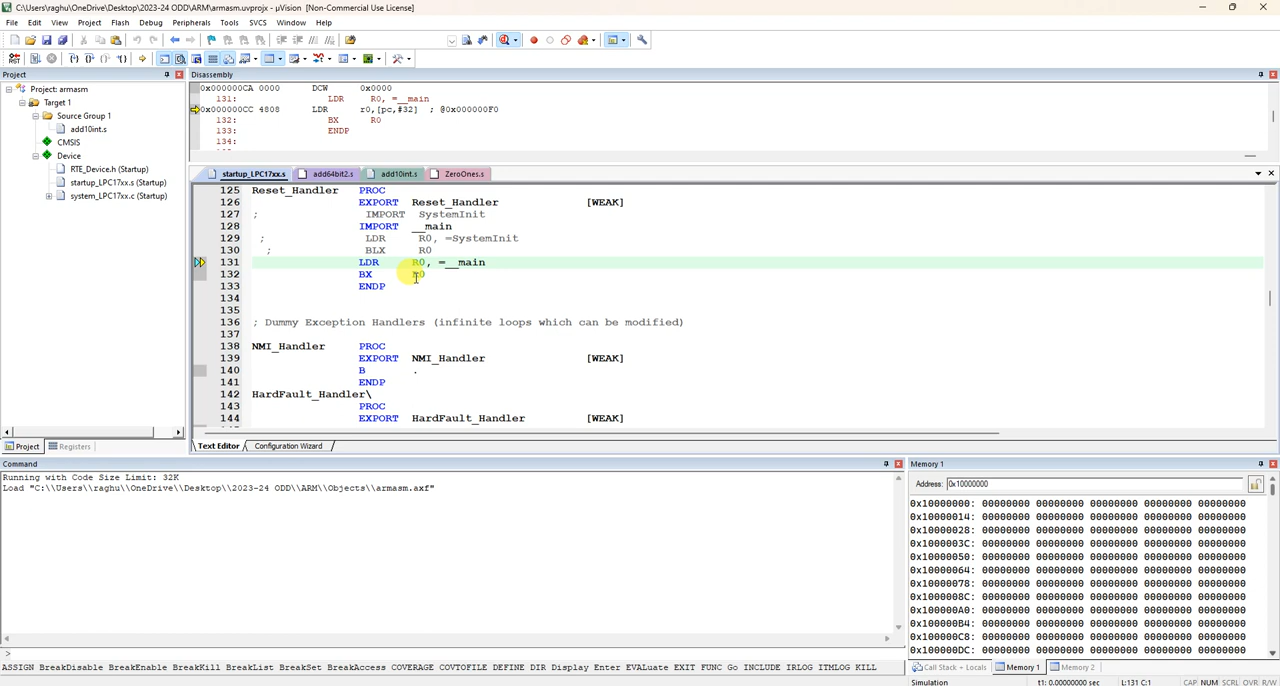 C:\Users\raghu\OneDrive\Desktop\2023-24 ODD\ARM\armasm.uvprojx - µVision [Non-Commercial Use License]
File Edit View Project Flash Debug Peripherals Tools SVCS Window Help
Project
Project: armasm
Target 1
Source Group 1
add10int.s
CMSIS
Device
RTE_Device.h (Startup)
startup_LPC17xx.s (Startup)
system_LPC17xx.c (Startup)
Project Registers
Disassembly
0x000000CA 0000 DCW 0x0000
131: LDR R0, =__main
0x000000CC 4808 LDR r0,[pc,#32] ; @0x000000F0
132: BX R0
133: ENDP
134:
startup_LPC17xx.s add64bit2.s add10int.s ZeroOnes.s
125 Reset_Handler PROC
126 EXPORT Reset_Handler [WEAK]
127 ; IMPORT SystemInit
128 IMPORT __main
129 ; LDR R0, =SystemInit
130 ; BLX R0
131 LDR R0, =__main
132 BX R0
133 ENDP
134
135
136 ; Dummy Exception Handlers (infinite loops which can be modified)
137
138 NMI_Handler PROC
139 EXPORT NMI_Handler [WEAK]
140 B .
141 ENDP
142 HardFault_Handler\
143 PROC
144 EXPORT HardFault_Handler [WEAK]
Text Editor Configuration Wizard
Command
Running with Code Size Limit: 32K
Load "C:\\Users\\raghu\\OneDrive\\Desktop\\2023-24 ODD\\ARM\\Objects\\armasm.axf"
>
ASSIGN BreakDisable BreakEnable BreakKill BreakList BreakSet BreakAccess COVERAGE COVTOFILE DEFINE DIR Display Enter EVALuate EXIT FUNC Go INCLUDE IRLOG ITMLOG KILL
Memory 1
Address: 0x10000000
0x10000000: 00000000 00000000 00000000 00000000 00000000
0x10000014: 00000000 00000000 00000000 00000000 00000000
0x10000028: 00000000 00000000 00000000 00000000 00000000
0x1000003C: 00000000 00000000 00000000 00000000 00000000
0x10000050: 00000000 00000000 00000000 00000000 00000000
0x10000064: 00000000 00000000 00000000 00000000 00000000
0x10000078: 00000000 00000000 00000000 00000000 00000000
0x1000008C: 00000000 00000000 00000000 00000000 00000000
0x100000A0: 00000000 00000000 00000000 00000000 00000000
0x100000B4: 00000000 00000000 00000000 00000000 00000000
0x100000C8: 00000000 00000000 00000000 00000000 00000000
0x100000DC: 00000000 00000000 00000000 00000000 00000000
Call Stack + Locals Memory 1 Memory 2
Simulation t1: 0.00000000 sec L:131 C:1 CAP NUM SCRL OVR R/W